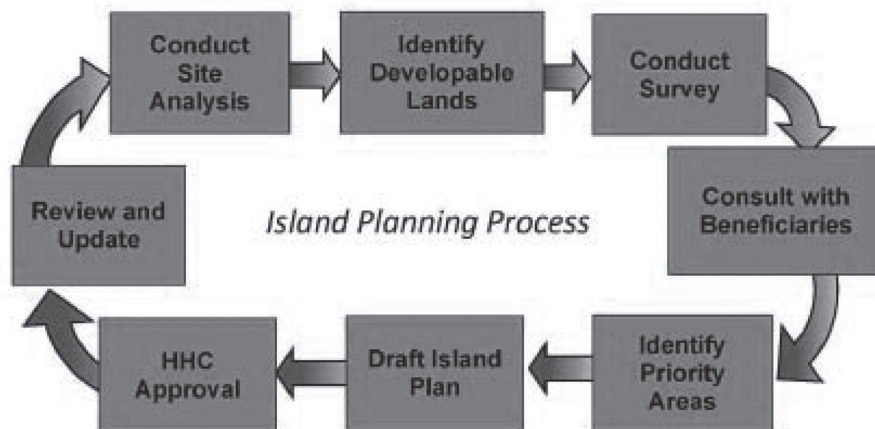 Conduct
Site
Analysis
Identify
Developable
Lands
Conduct
Survey
Consult with
Beneficiaries
Identify
Priority
Areas
Draft Island
Plan
HHC
Approval
Review and
Update
Island Planning Process